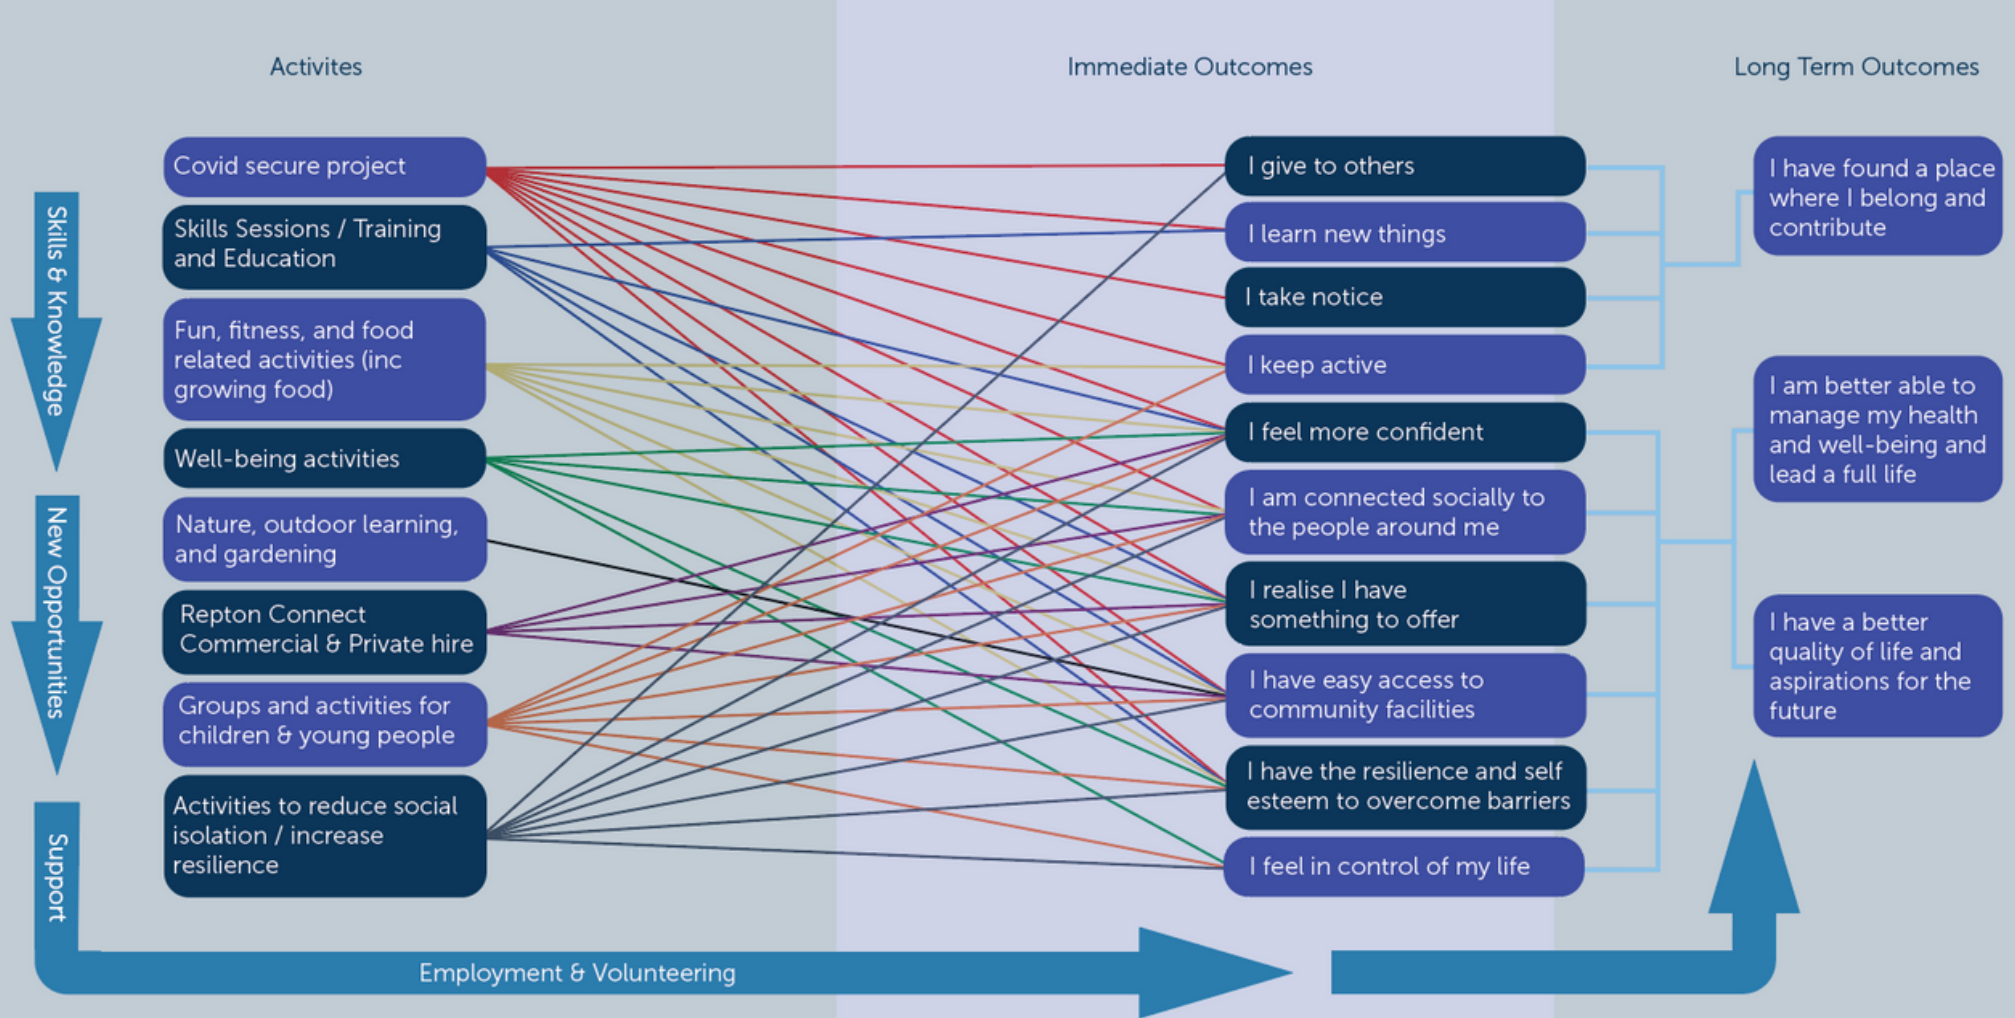 Activites
Immediate Outcomes
Long Term Outcomes
Skills & Knowledge
New Opportunities
Support
Covid secure project
Skills Sessions / Training
and Education
Fun, fitness, and food
related activities (inc
growing food)
Well-being activities
Nature, outdoor learning,
and gardening
Repton Connect
Commercial & Private hire
Groups and activities for
children & young people
Activities to reduce social
isolation / increase
resilience
I give to others
I learn new things
I take notice
I keep active
I feel more confident
I am connected socially to
the people around me
I realise I have
something to offer
I have easy access to
community facilities
I have the resilience and self
esteem to overcome barriers
I feel in control of my life
I have found a place
where I belong and
contribute
I am better able to
manage my health
and well-being and
lead a full life
I have a better
quality of life and
aspirations for the
future
Employment & Volunteering